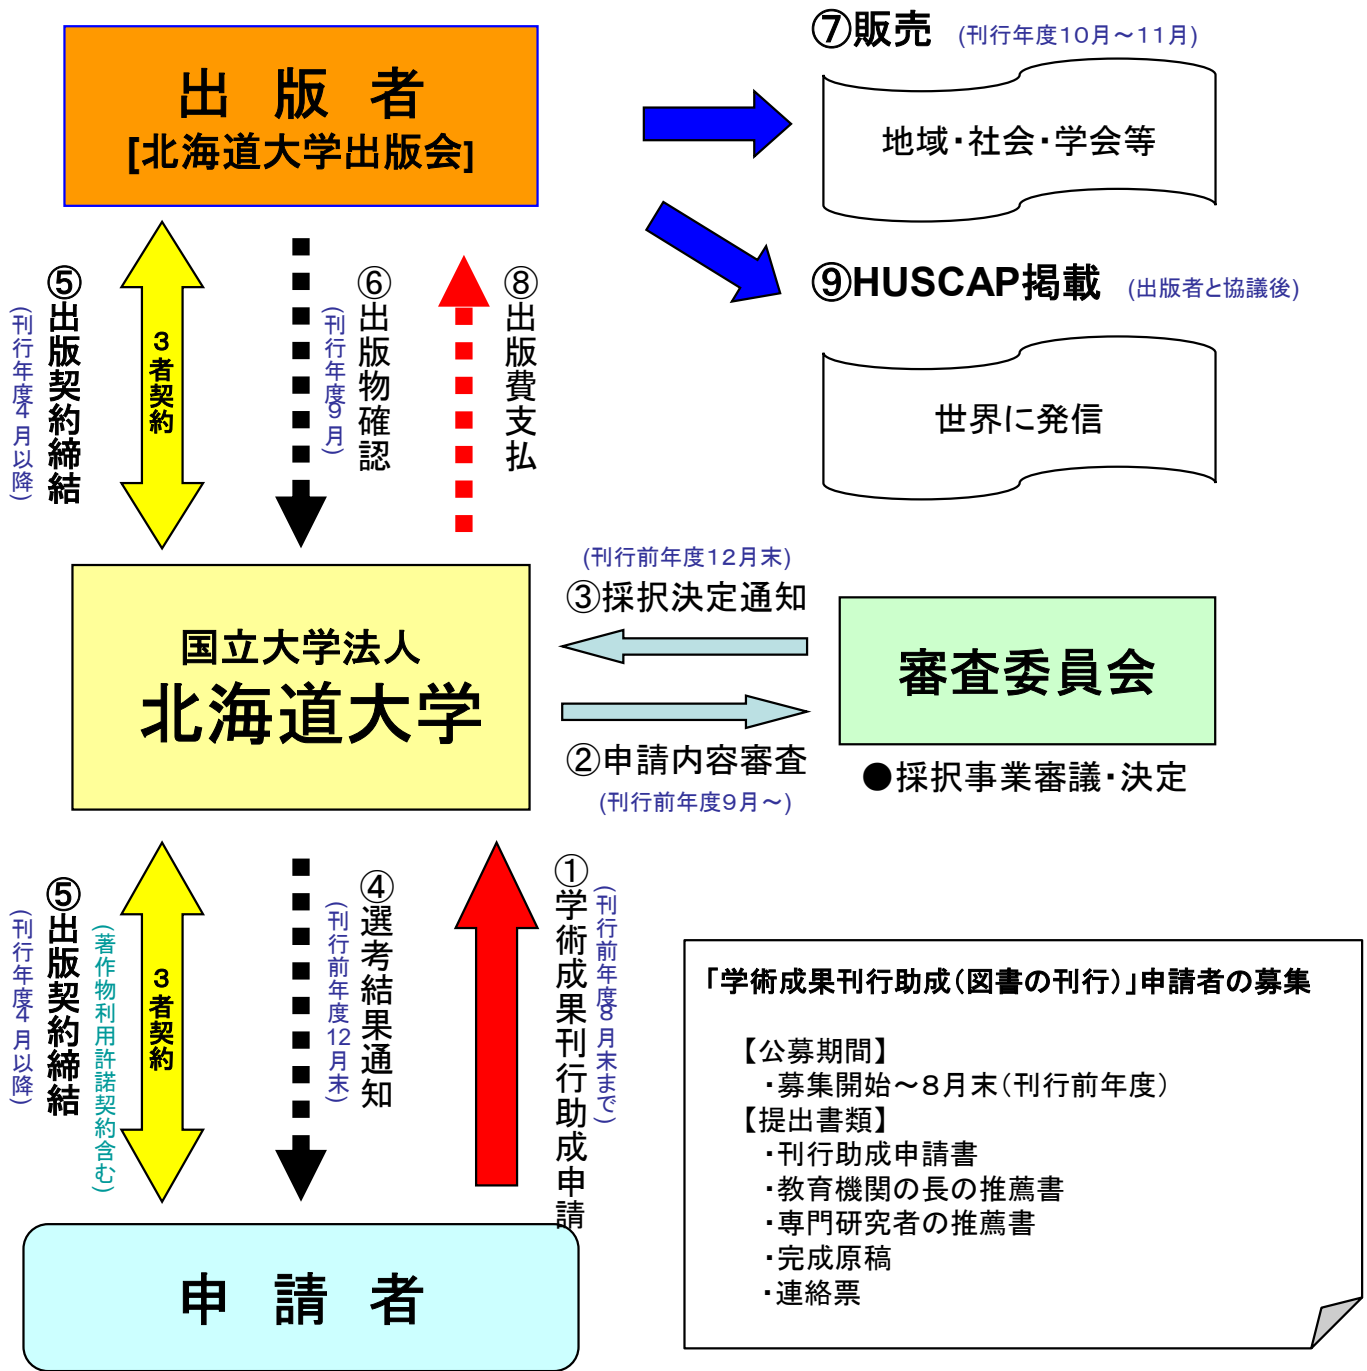 出 版 者
[北海道大学出版会]
⑦販売 (刊行年度10月～11月)
地域・社会・学会等
⑨HUSCAP掲載 (出版者と協議後)
世界に発信
⑤出版契約締結
(刊行年度4月以降)
3者契約
⑥出版物確認
(刊行年度9月)
⑧出版費支払
国立大学法人
北海道大学
(刊行前年度12月末)
③採択決定通知
②申請内容審査
(刊行前年度9月～)
審査委員会
●採択事業審議・決定
⑤出版契約締結
(刊行年度4月以降)
(著作物利用許諾契約含む)
3者契約
④選考結果通知
(刊行前年度12月末)
①学術成果刊行助成申請
(刊行前年度8月末まで)
申 請 者
「学術成果刊行助成(図書の刊行)」申請者の募集
【公募期間】
・募集開始～8月末(刊行前年度)
【提出書類】
・刊行助成申請書
・教育機関の長の推薦書
・専門研究者の推薦書
・完成原稿
・連絡票